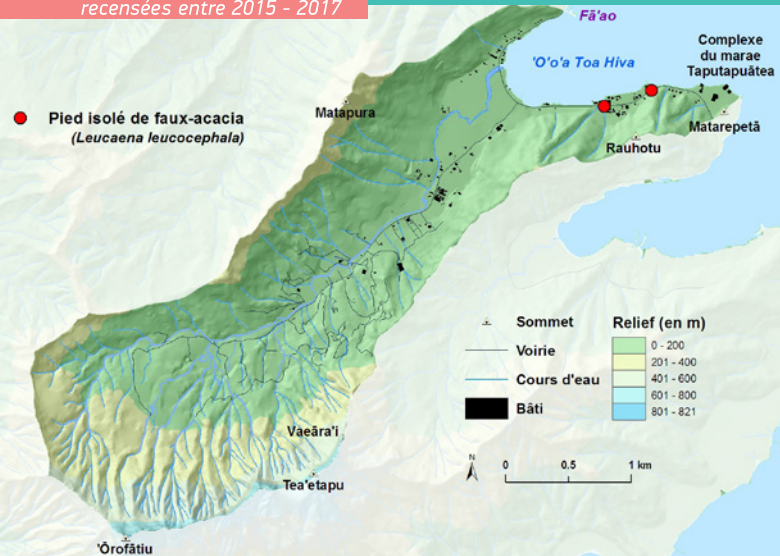 recensées entre 2015 - 2017
Fā'ao
'O'o'a Toa Hiva
Complexe
du marae
Taputapuātea
Pied isolé de faux-acacia
(Leucaena leucocephala)
Matapura
Matarepetā
Rauhotu
Sommet
Voirie
Cours d'eau
Bâti
Relief (en m)
0 - 200
201 - 400
401 - 600
601 - 800
801 - 821
Vaeāra'i
Tea'etapu
'Ōrofātiu
N
0 0.5 1 km